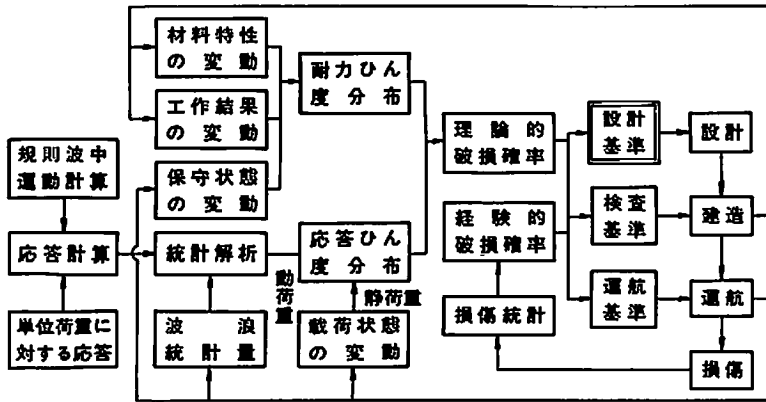 材料特性
の変動
工作結果
の変動
保守状態
の変動
規則波中
運動計算
応答計算
単位荷重に
対する応答
統計解析
波浪
統計量
耐力ひん
度分布
応答ひん
度分布
動荷重
静荷重
載荷状態
の変動
理論的
破損確率
経験的
破損確率
損傷統計
設計
基準
検査
基準
運航
基準
設計
建造
運航
損傷